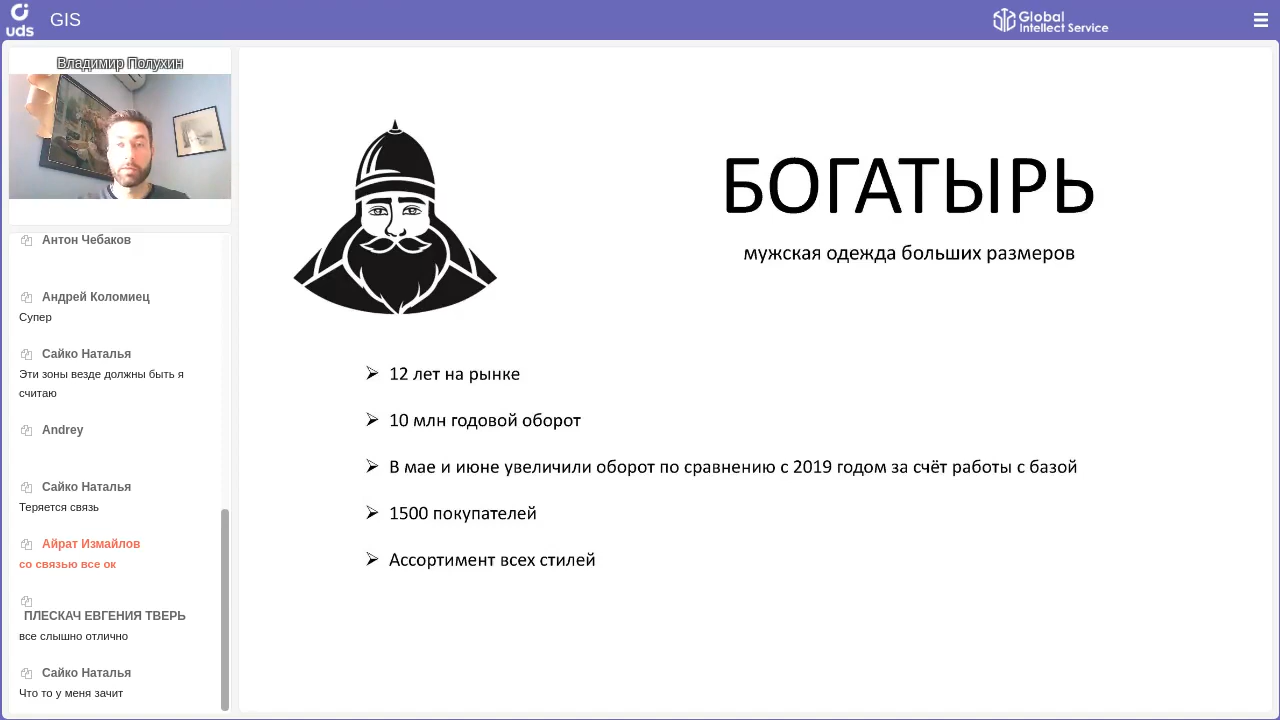 uds
GIS
Global
Intellect Service
Владимир Полухин
Антон Чебаков
Андрей Коломиец
Супер
Сайко Наталья
Эти зоны везде должны быть я
считаю
Andrey
Сайко Наталья
Теряется связь
Айрат Измайлов
со связью все ок
ПЛЕСКАЧ ЕВГЕНИЯ ТВЕРЬ
все слышно отлично
Сайко Наталья
Что то у меня зачит
БОГАТЫРЬ
мужская одежда больших размеров
12 лет на рынке
10 млн годовой оборот
В мае и июне увеличили оборот по сравнению с 2019 годом за счёт работы с базой
1500 покупателей
Ассортимент всех стилей